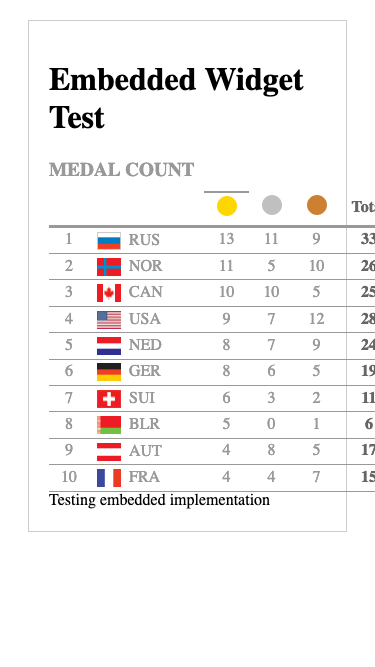 Embedded Widget
Test
MEDAL COUNT
Tot
1 RUS 13 11 9 33
2 NOR 11 5 10 26
3 CAN 10 10 5 25
4 USA 9 7 12 28
5 NED 8 7 9 24
6 GER 8 6 5 19
7 SUI 6 3 2 11
8 BLR 5 0 1 6
9 AUT 4 8 5 17
10 FRA 4 4 7 15
Testing embedded implementation